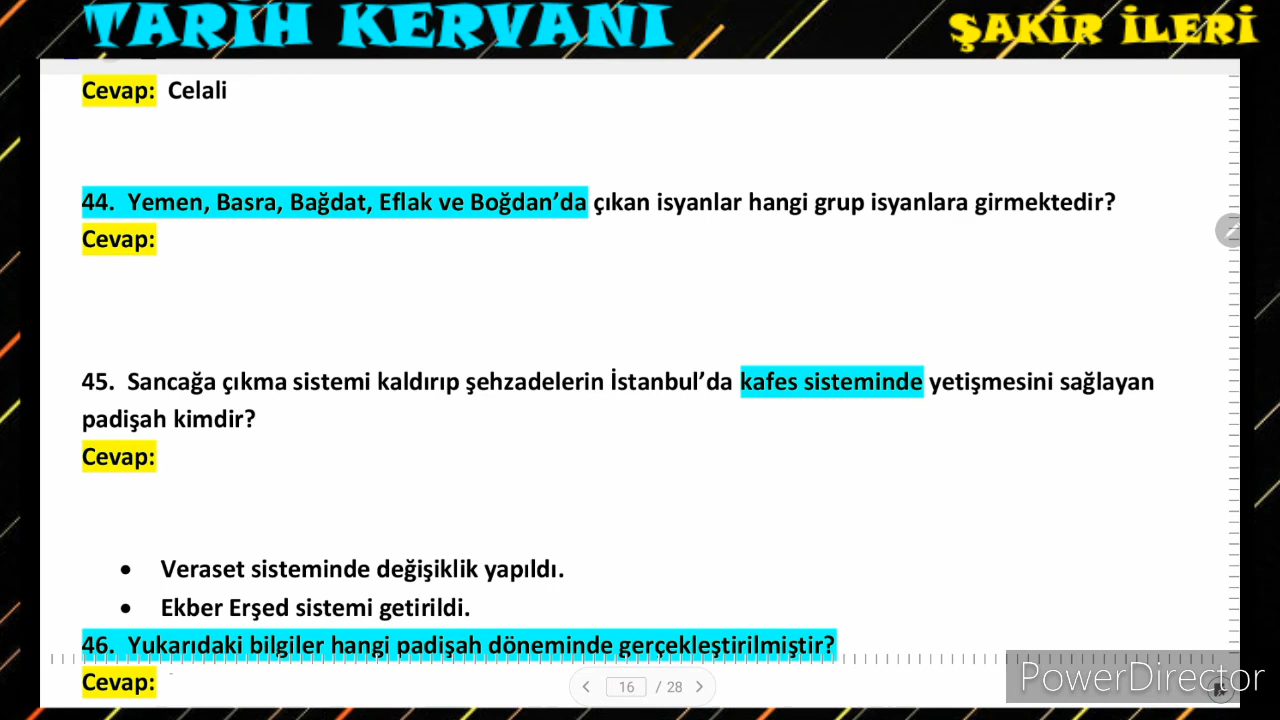 TARİH KERVANI
ŞAKİR İLERİ
Cevap: Celali
44. Yemen, Basra, Bağdat, Eflak ve Boğdan’da çıkan isyanlar hangi grup isyanlara girmektedir?
Cevap:
45. Sancağa çıkma sistemi kaldırıp şehzadelerin İstanbul’da kafes sisteminde yetişmesini sağlayan
padişah kimdir?
Cevap:
• Veraset sisteminde değişiklik yapıldı.
• Ekber Erşed sistemi getirildi.
46. Yukarıdaki bilgiler hangi padişah döneminde gerçekleştirilmiştir?
Cevap:
16 / 28
PowerDirector